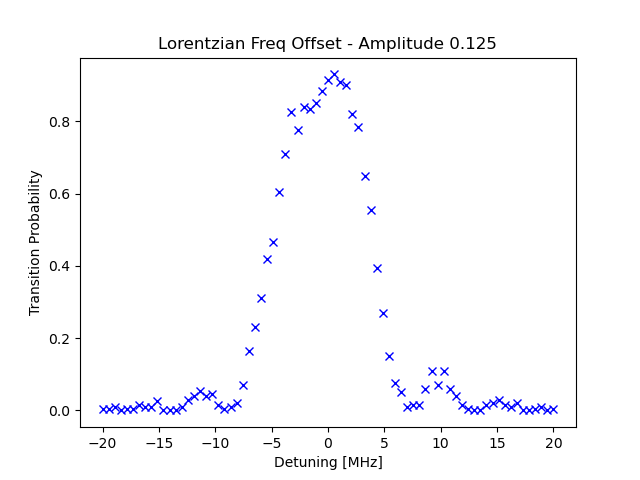 Lorentzian Freq Offset - Amplitude 0.125
Transition Probability
0.8
0.6
0.4
0.2
0.0
−20 −15 −10 −5 0 5 10 15 20
Detuning [MHz]